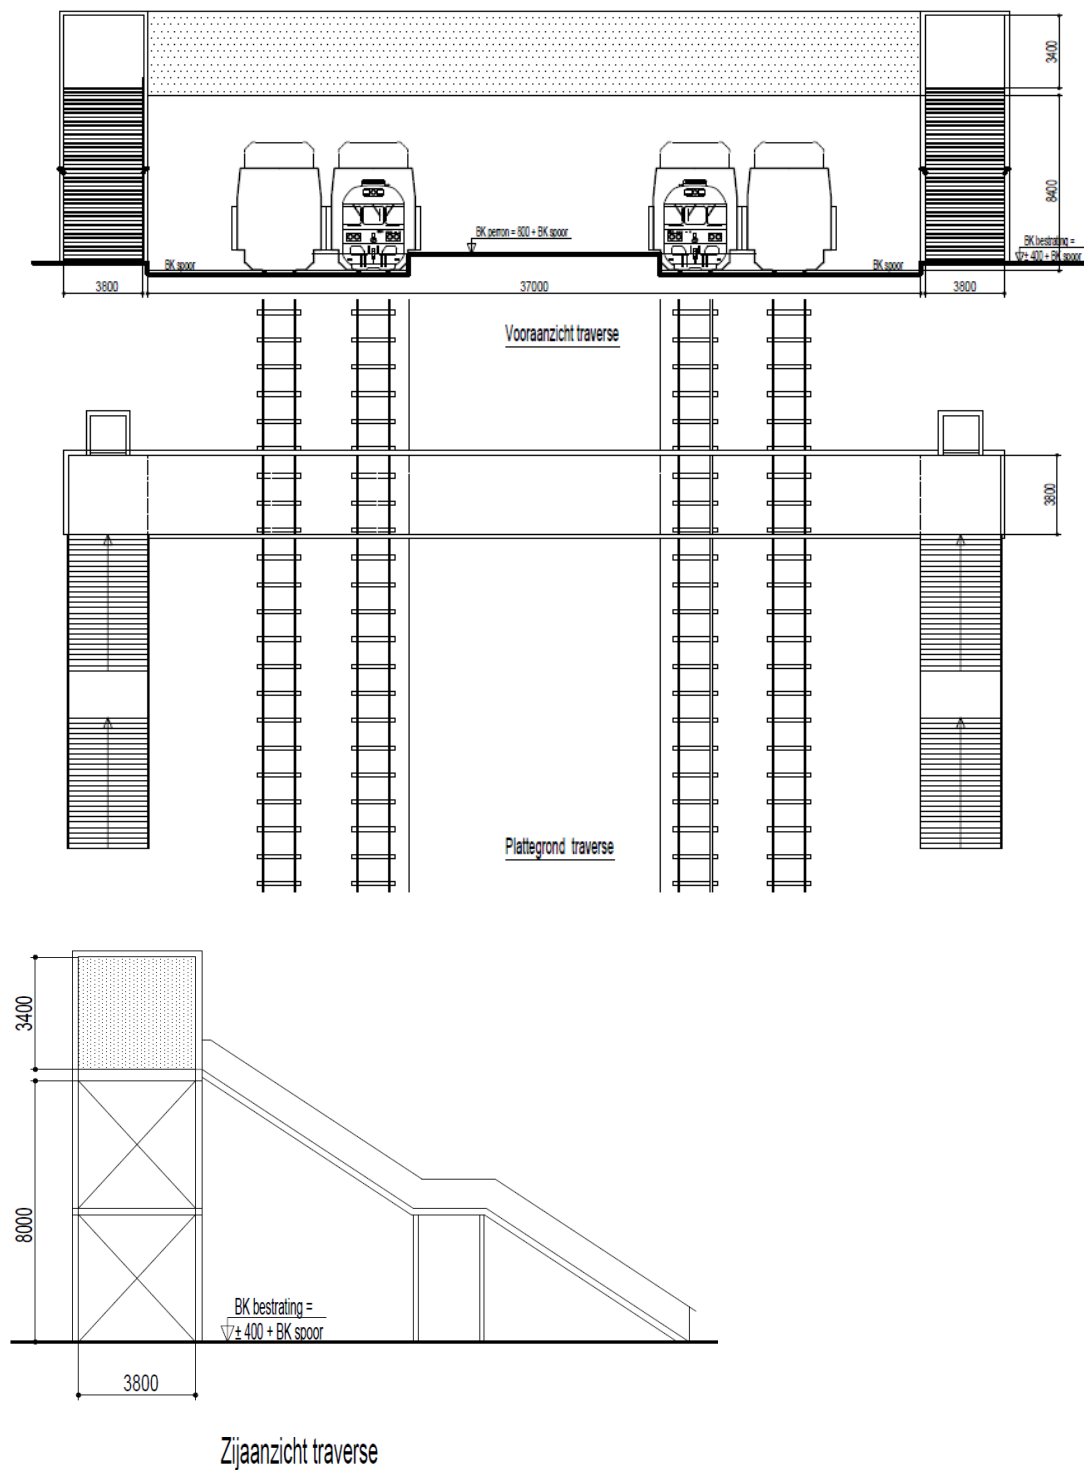 3400
8400
BK perron = 800 + BK spoor
BK bestrating =
± 400 + BK spoor
BK spoor
BK spoor
3800
37000
3800
Vooraanzicht traverse
3800
Plattegrond traverse
3400
8000
BK bestrating =
± 400 + BK spoor
3800
Zijaanzicht traverse